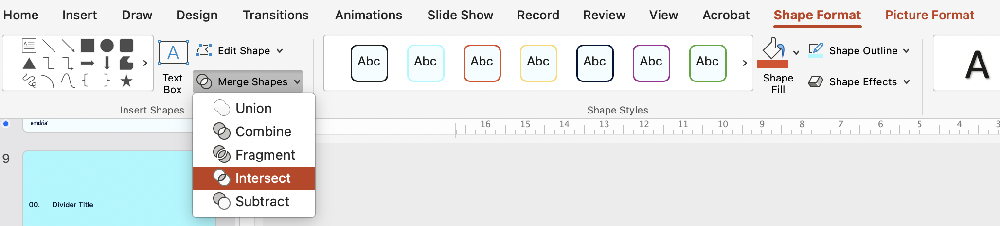 Home Insert Draw Design Transitions Animations Slide Show Record Review View Acrobat Shape Format Picture Format
A
Text
Box
Edit Shape
Merge Shapes
Insert Shapes
Union
Combine
Fragment
Intersect
Subtract
Abc Abc Abc Abc Abc Abc Abc
Shape Styles
Shape
Fill
Shape Outline
Shape Effects
A
16 15 14 13 12 11 10 9 8 7 6 5 4 3
emdria
9
00. Divider Title